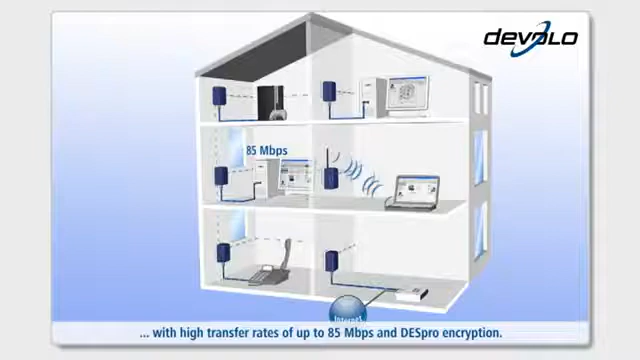 devolo
85 Mbps
Internet
... with high transfer rates of up to 85 Mbps and DESpro encryption.